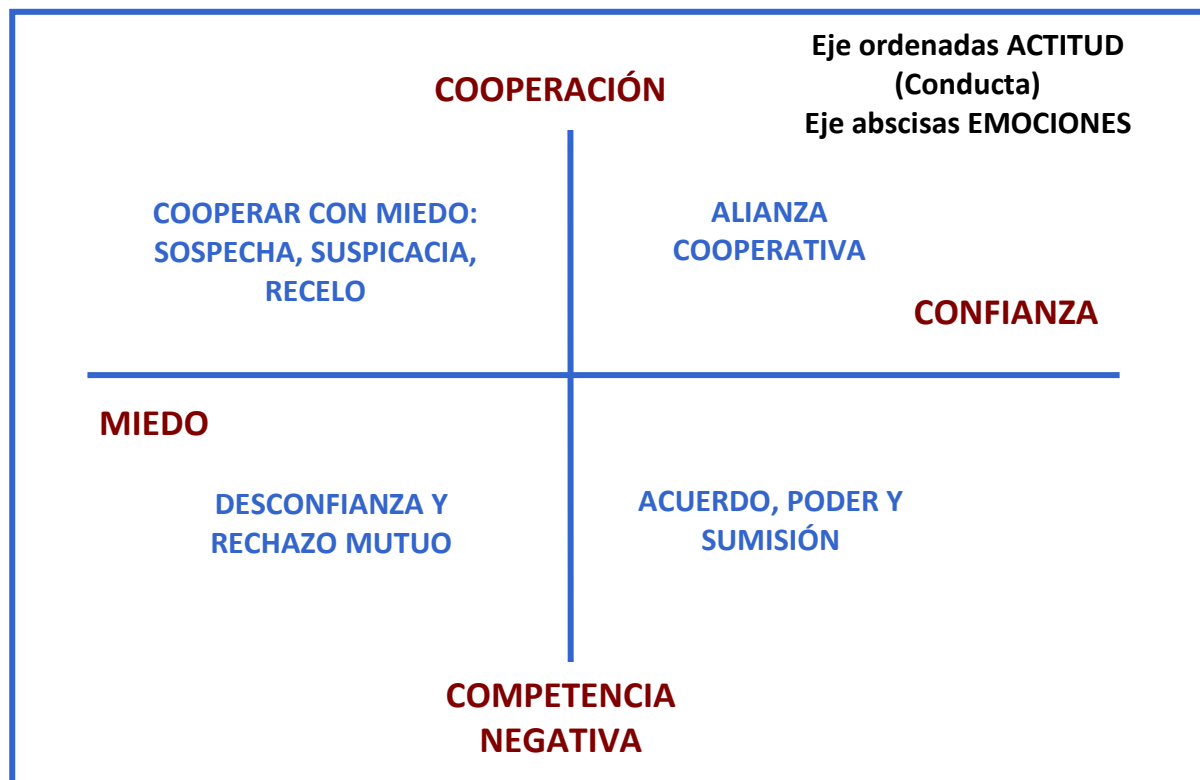 Eje ordenadas ACTITUD
(Conducta)
Eje abscisas EMOCIONES
COOPERACIÓN
COOPERAR CON MIEDO:
SOSPECHA, SUSPICACIA,
RECELO
ALIANZA
COOPERATIVA
CONFIANZA
MIEDO
DESCONFIANZA Y
RECHAZO MUTUO
ACUERDO, PODER Y
SUMISIÓN
COMPETENCIA
NEGATIVA